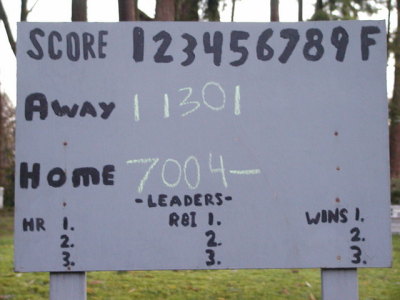 SCORE 123456789F
AWAY 11301
HOME 7004-
-LEADERS-
HR 1. RBI 1. WINS 1.
2. 2. 2.
3. 3. 3.